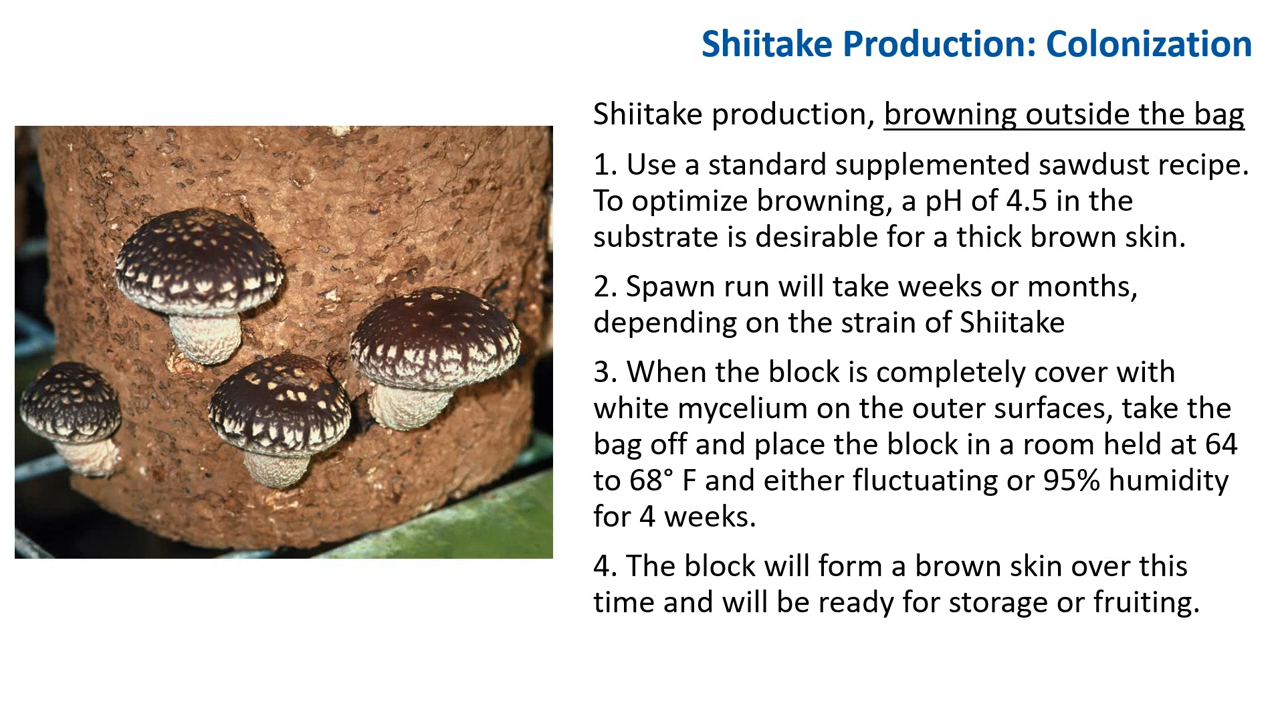 Shiitake Production: Colonization
Shiitake production, browning outside the bag
1. Use a standard supplemented sawdust recipe.
To optimize browning, a pH of 4.5 in the
substrate is desirable for a thick brown skin.
2. Spawn run will take weeks or months,
depending on the strain of Shiitake
3. When the block is completely cover with
white mycelium on the outer surfaces, take the
bag off and place the block in a room held at 64
to 68° F and either fluctuating or 95% humidity
for 4 weeks.
4. The block will form a brown skin over this
time and will be ready for storage or fruiting.